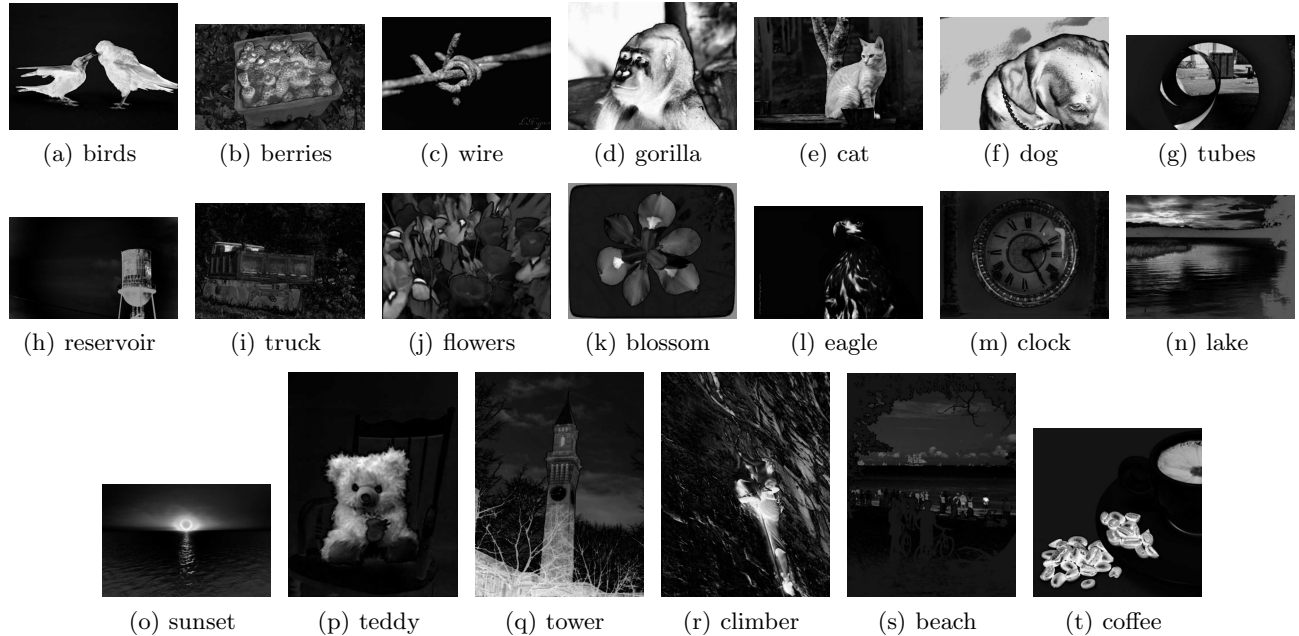 (a) birds
(b) berries
(c) wire
(d) gorilla
(e) cat
(f) dog
(g) tubes
(h) reservoir
(i) truck
(j) flowers
(k) blossom
(l) eagle
(m) clock
(n) lake
(o) sunset
(p) teddy
(q) tower
(r) climber
(s) beach
(t) coffee